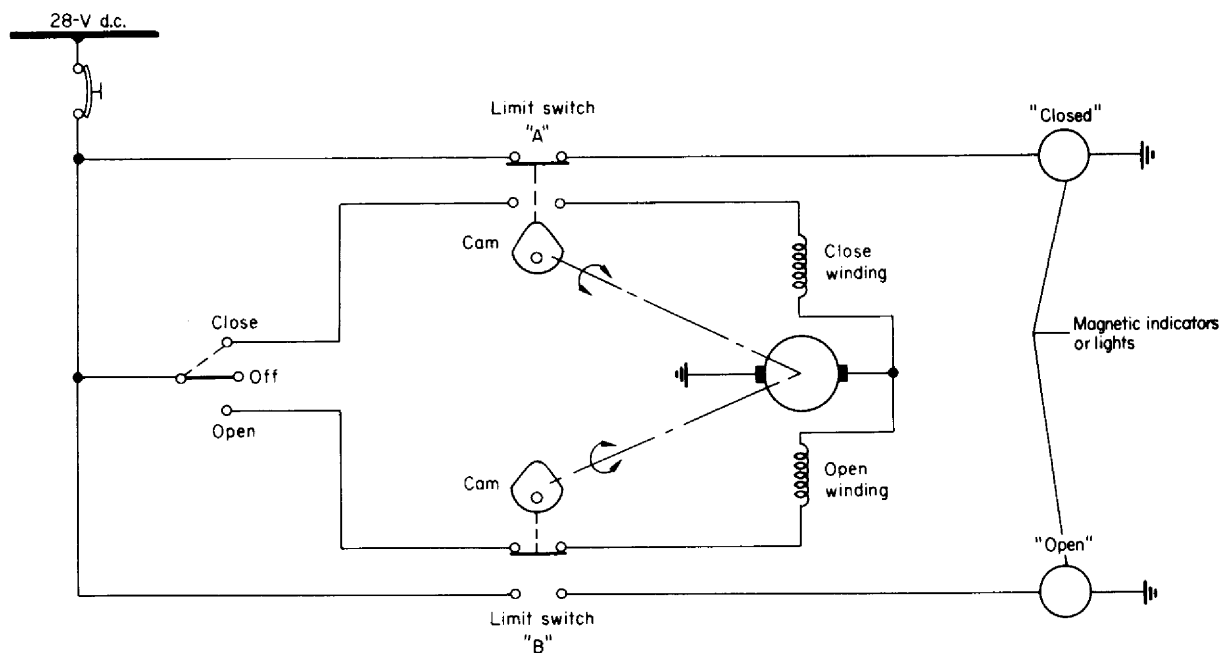 28-V d.c.
Limit switch
"A"
"Closed"
Cam
Close
winding
Close
Magnetic indicators
or lights
Off
Open
Cam
Open
winding
"Open"
Limit switch
"B"